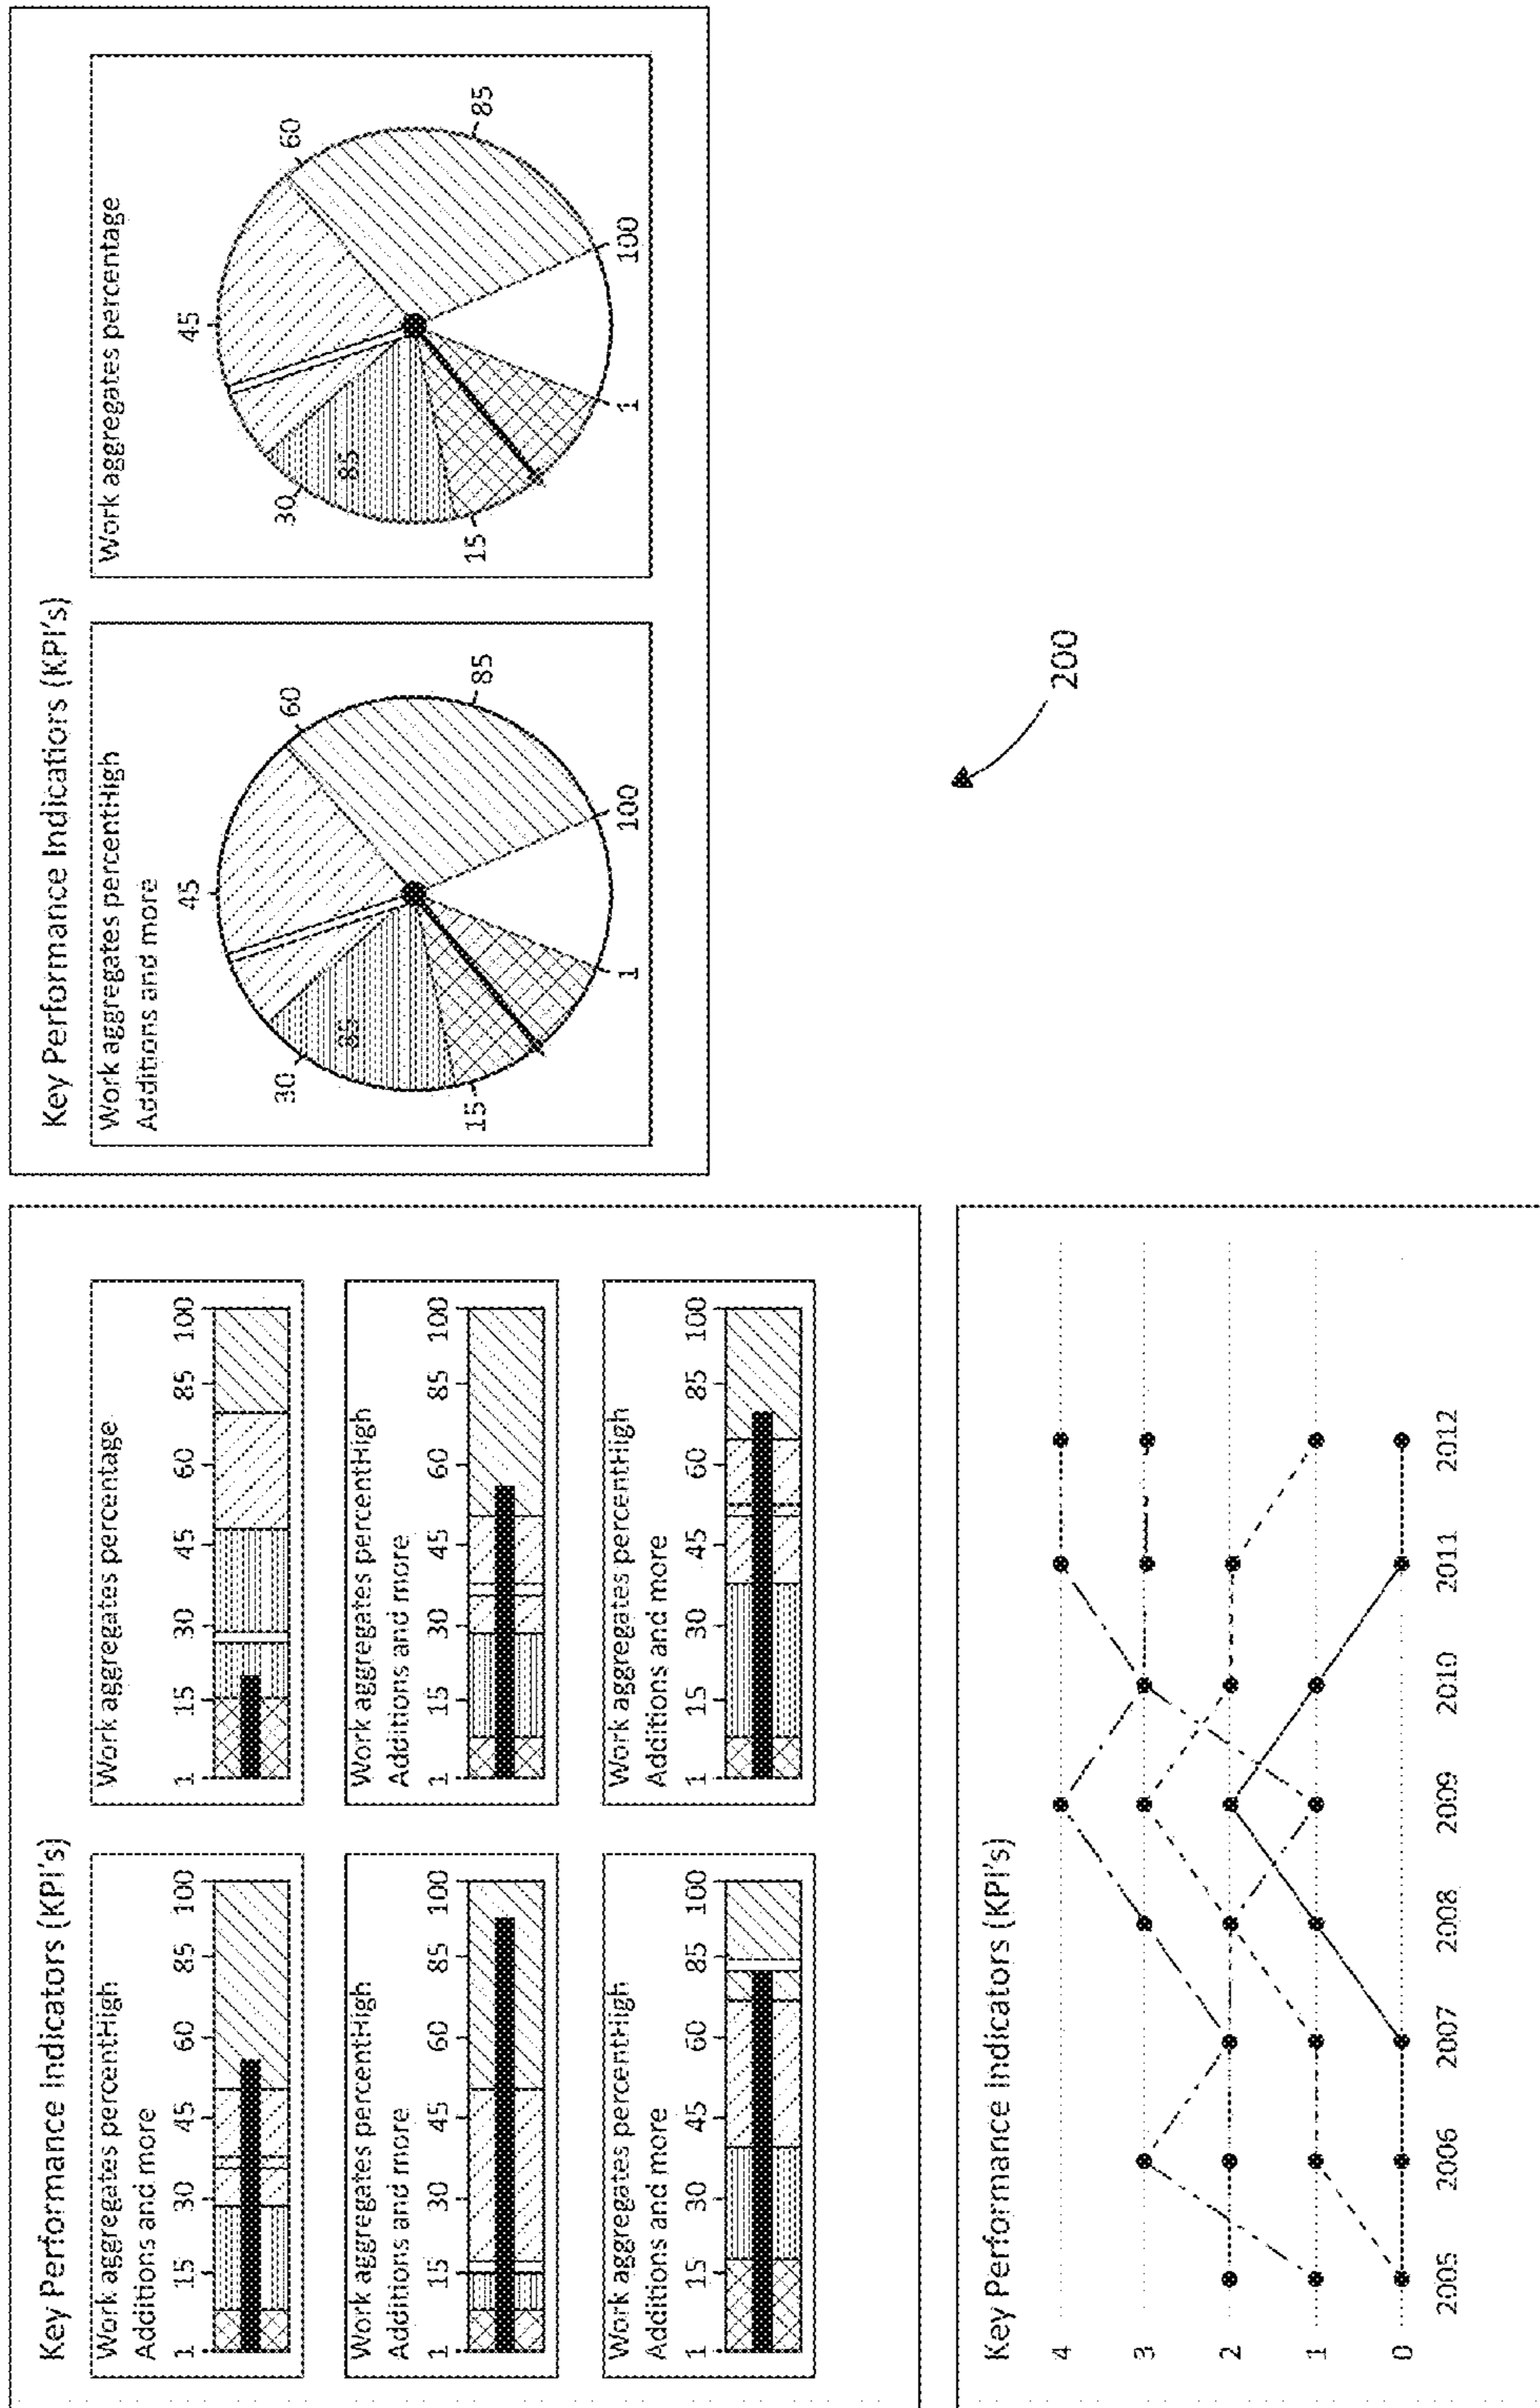 Key Performance Indicators (KPI's)
Work aggregates percentHigh
Additions and more
1 15 30 45 60 85 100
Work aggregates percentage
1 15 30 45 60 85 100
Work aggregates percentHigh
Additions and more
1 15 30 45 60 85 100
Work aggregates percentHigh
Additions and more
1 15 30 45 60 85 100
Work aggregates percentHigh
Additions and more
1 15 30 45 60 85 100
Work aggregates percentHigh
Additions and more
1 15 30 45 60 85 100
Key Performance Indicatiors (KPI's)
Work aggregates percentHigh
Additions and more
45
30 60
85
15 85
1 100
Work aggregates percentage
45
30 60
85
15 85
1 100
Key Performance Indicators (KPI's)
4
3
2
1
0
2005 2006 2007 2008 2009 2010 2011 2012
200